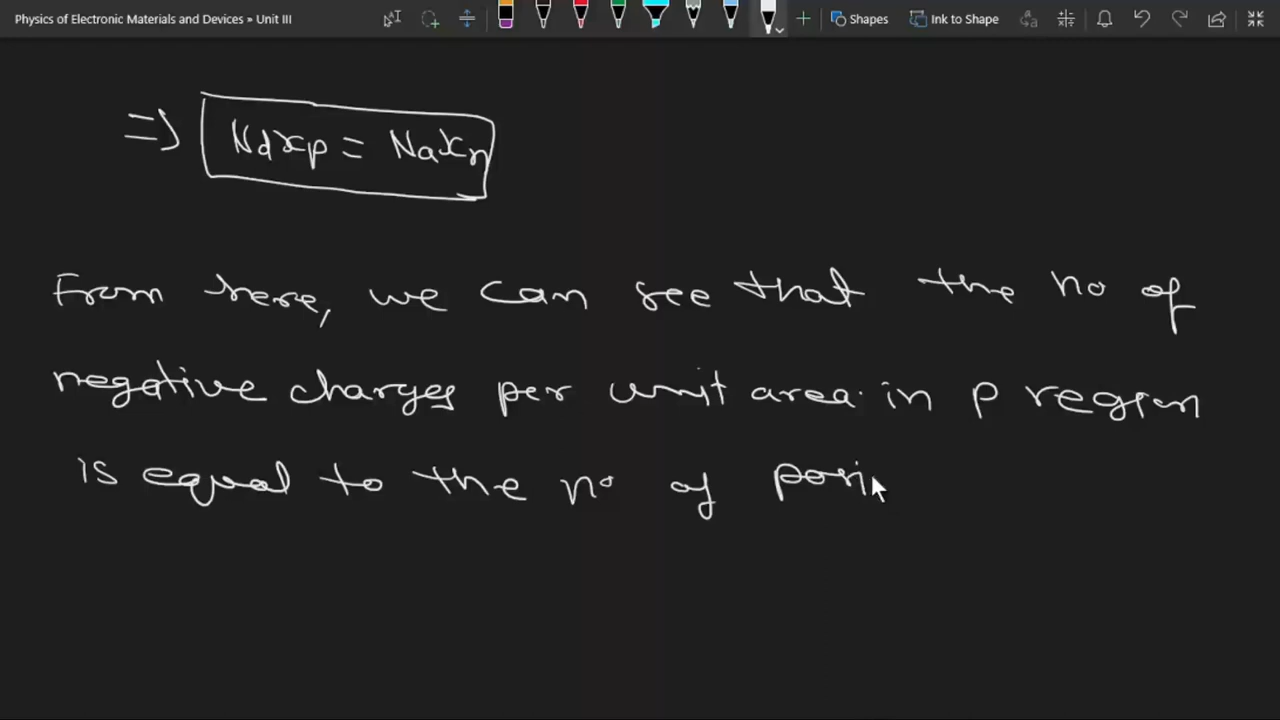 Physics of Electronic Materials and Devices » Unit III
Shapes
Ink to Shape
=> Ndxp = Naxn
From here, we can see that the no of
negative charges per unit area in p region
is equal to the no of posi